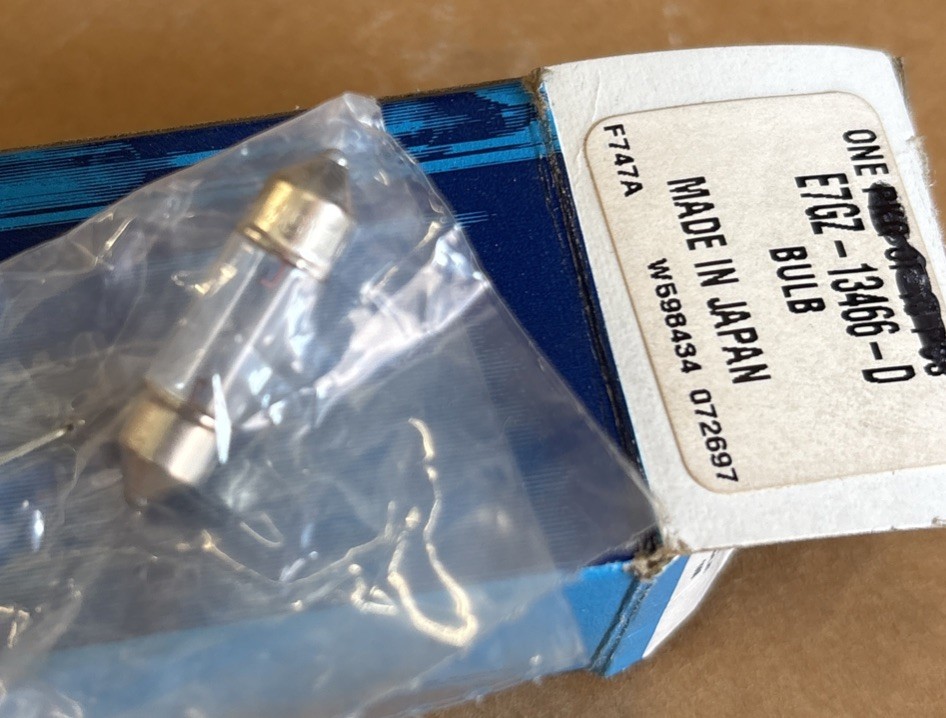 ONE
E7GZ-13466-D
BULB
MADE IN JAPAN
W598434 072697
F747A